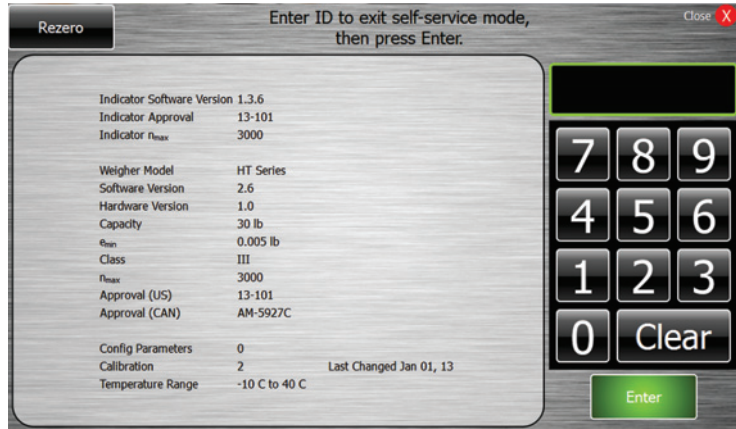 Rezero
Enter ID to exit self-service mode,
then press Enter.
Close X
Indicator Software Version 1.3.6
Indicator Approval 13-101
Indicator nmax 3000
Weigher Model HT Series
Software Version 2.6
Hardware Version 1.0
Capacity 30 lb
emin 0.005 lb
Class III
nmax 3000
Approval (US) 13-101
Approval (CAN) AM-5927C
Config Parameters 0
Calibration 2 Last Changed Jan 01, 13
Temperature Range -10 C to 40 C
7 8 9
4 5 6
1 2 3
0 Clear
Enter